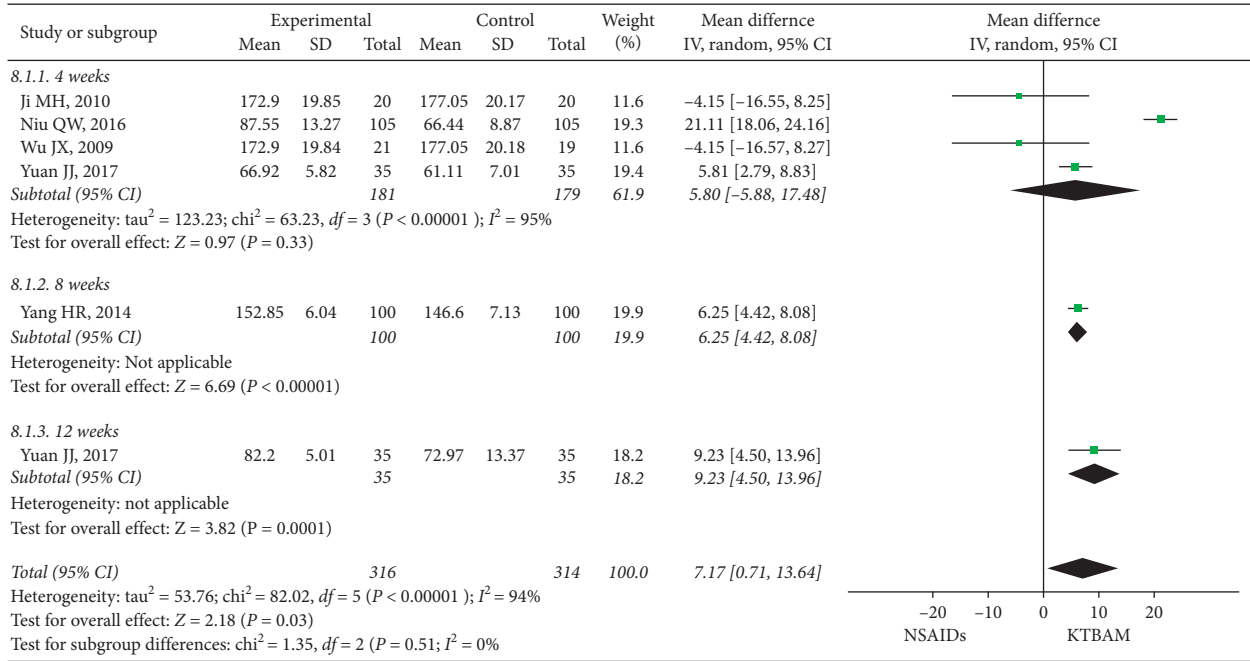 Study or subgroup Experimental Control Weight (%) Mean differnce IV, random, 95% CI Mean differnce IV, random, 95% CI
Mean SD Total Mean SD Total
8.1.1. 4 weeks
Ji MH, 2010 172.9 19.85 20 177.05 20.17 20 11.6 –4.15 [–16.55, 8.25]
Niu QW, 2016 87.55 13.27 105 66.44 8.87 105 19.3 21.11 [18.06, 24.16]
Wu JX, 2009 172.9 19.84 21 177.05 20.18 19 11.6 –4.15 [–16.57, 8.27]
Yuan JJ, 2017 66.92 5.82 35 61.11 7.01 35 19.4 5.81 [2.79, 8.83]
Subtotal (95% CI) 181 179 61.9 5.80 [–5.88, 17.48]
Heterogeneity: tau² = 123.23; chi² = 63.23, df = 3 (P < 0.00001 ); I² = 95%
Test for overall effect: Z = 0.97 (P = 0.33)
8.1.2. 8 weeks
Yang HR, 2014 152.85 6.04 100 146.6 7.13 100 19.9 6.25 [4.42, 8.08]
Subtotal (95% CI) 100 100 19.9 6.25 [4.42, 8.08]
Heterogeneity: Not applicable
Test for overall effect: Z = 6.69 (P < 0.00001)
8.1.3. 12 weeks
Yuan JJ, 2017 82.2 5.01 35 72.97 13.37 35 18.2 9.23 [4.50, 13.96]
Subtotal (95% CI) 35 35 18.2 9.23 [4.50, 13.96]
Heterogeneity: not applicable
Test for overall effect: Z = 3.82 (P = 0.0001)
Total (95% CI) 316 314 100.0 7.17 [0.71, 13.64]
Heterogeneity: tau² = 53.76; chi² = 82.02, df = 5 (P < 0.00001 ); I² = 94%
Test for overall effect: Z = 2.18 (P = 0.03)
Test for subgroup differences: chi² = 1.35, df = 2 (P = 0.51; I² = 0%
–20 –10 0 10 20
NSAIDs KTBAM